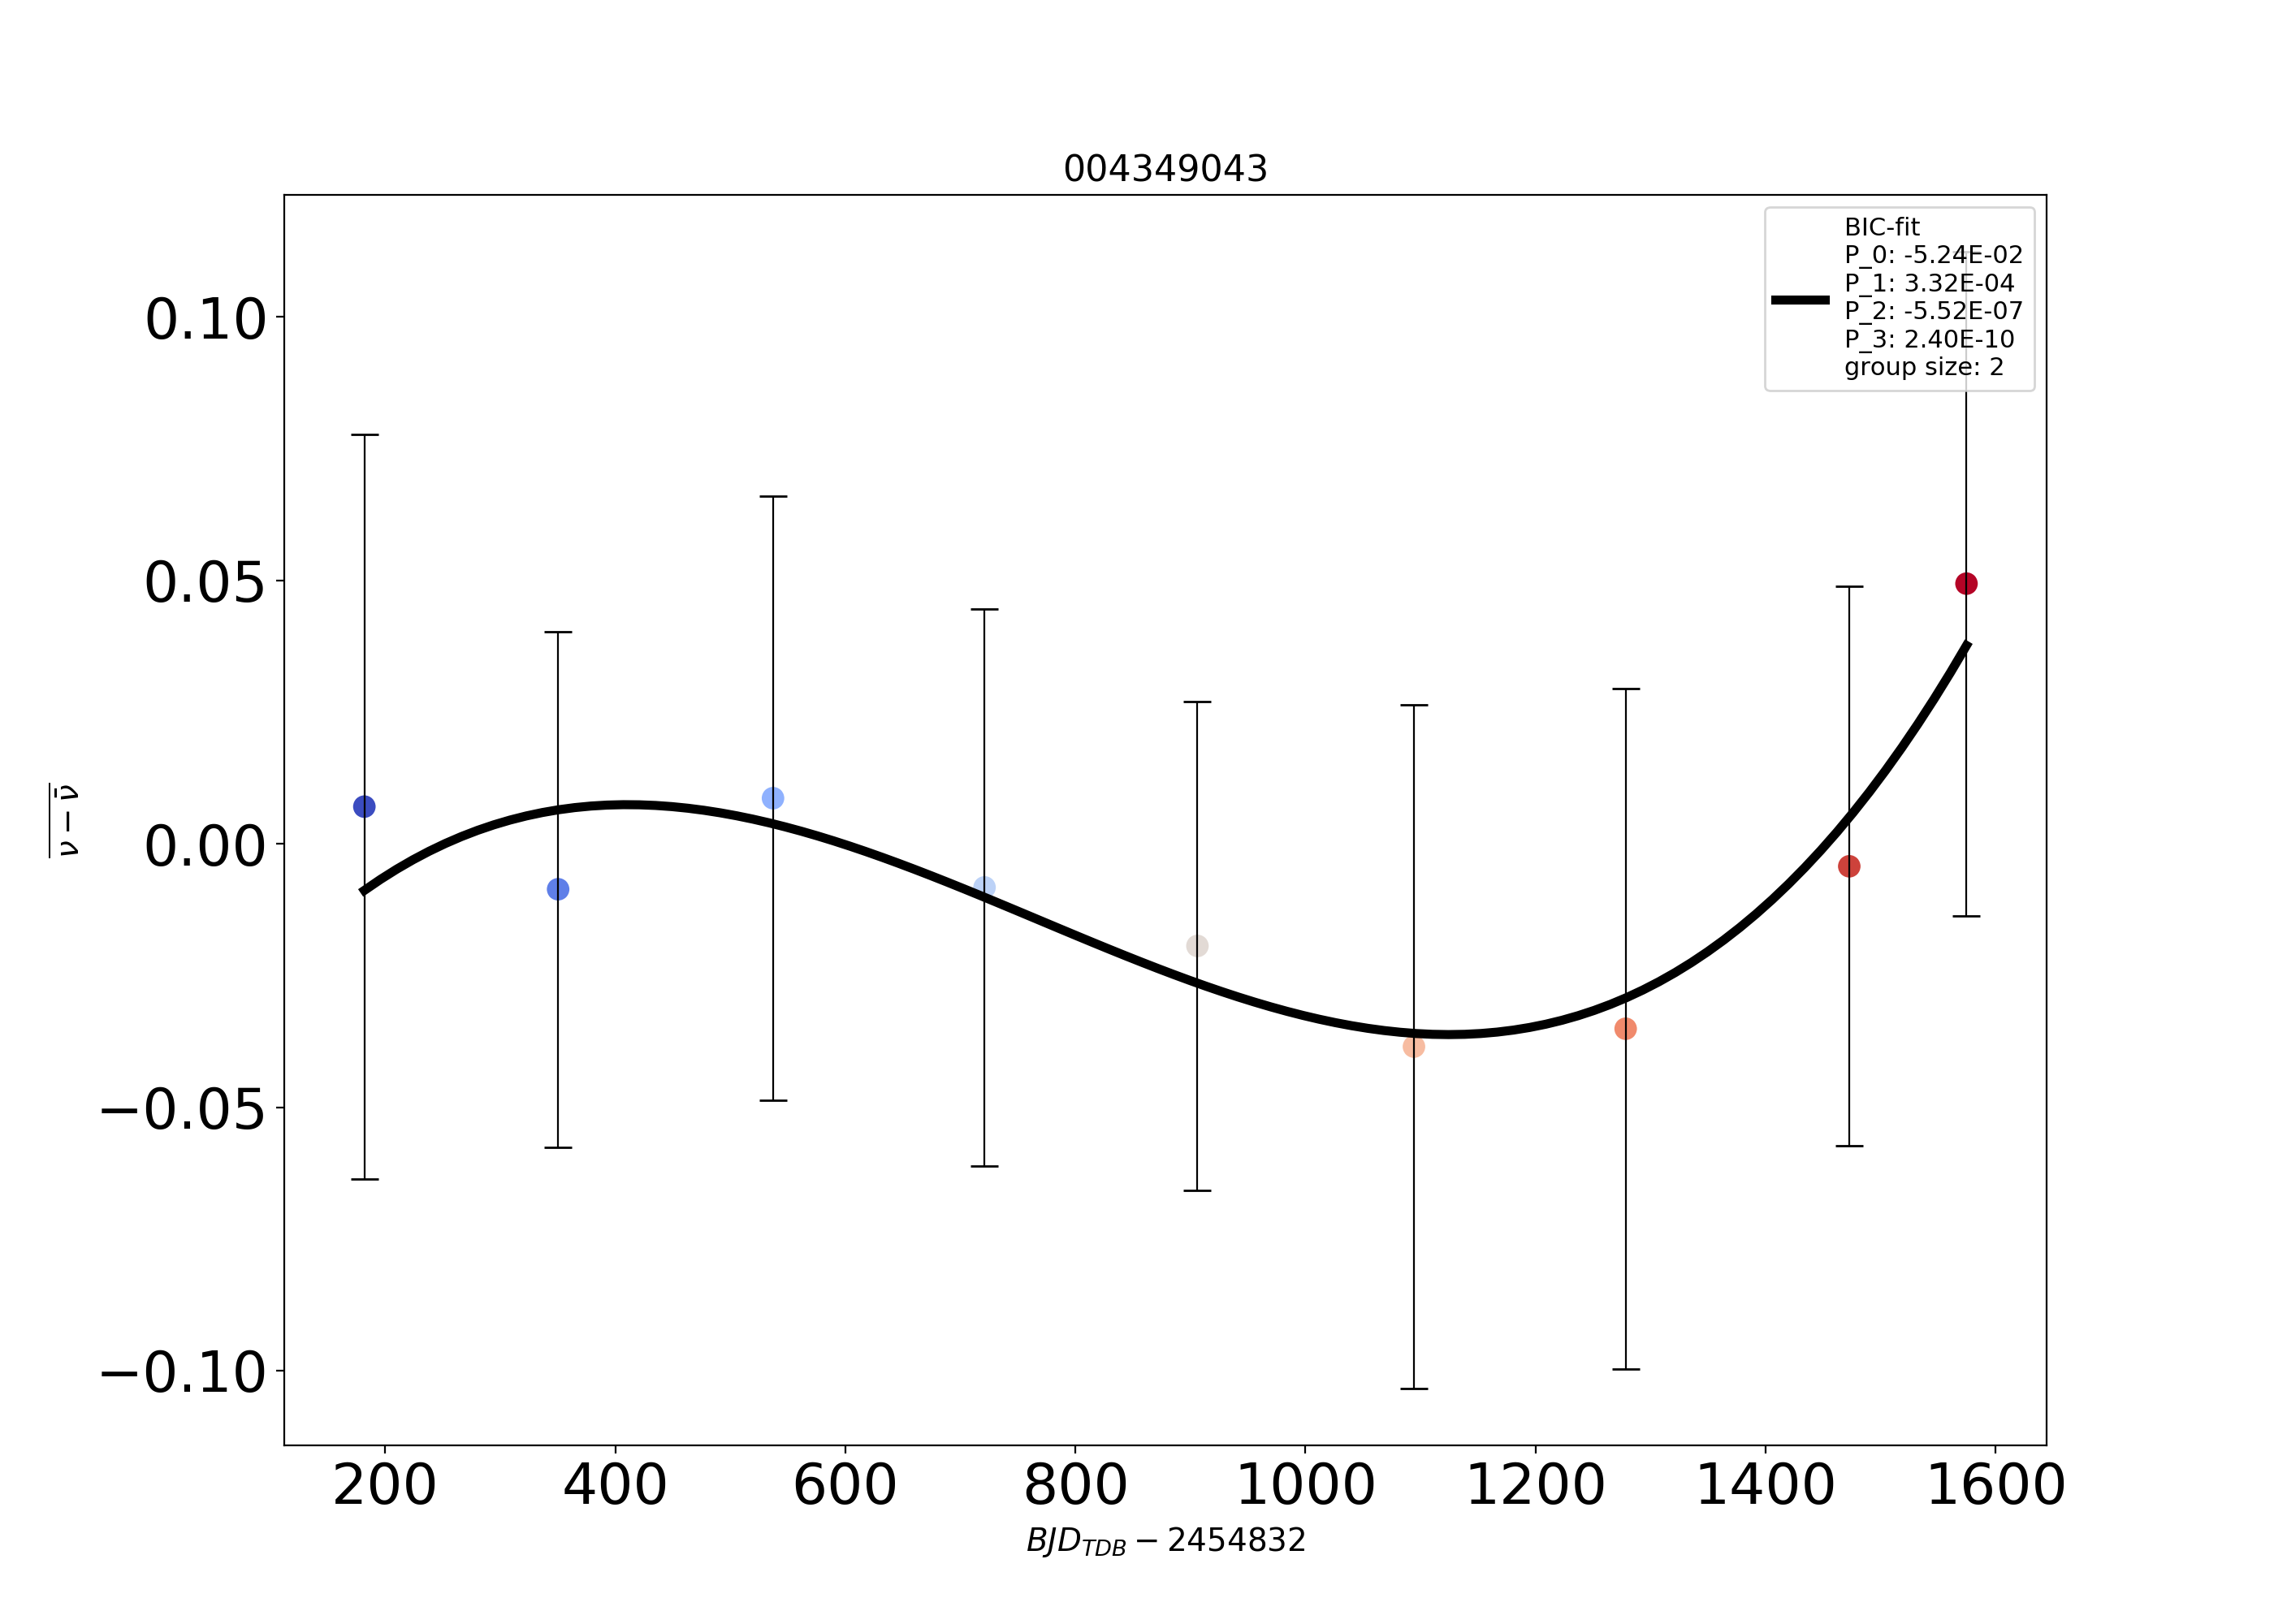 004349043
BIC-fit
P_0: -5.24E-02
P_1: 3.32E-04
P_2: -5.52E-07
P_3: 2.40E-10
group size: 2
0.10
0.05
0.00
−0.05
−0.10
ν − ν̄
200 400 600 800 1000 1200 1400 1600
BJD_TDB − 2454832